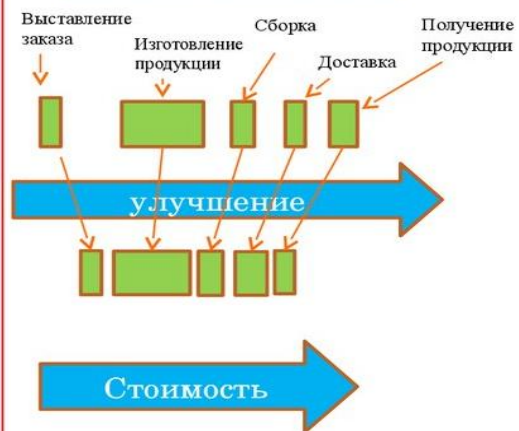 Выставление
заказа
Изготовление
продукции
Сборка
Доставка
Получение
продукции
улучшение
Стоимость